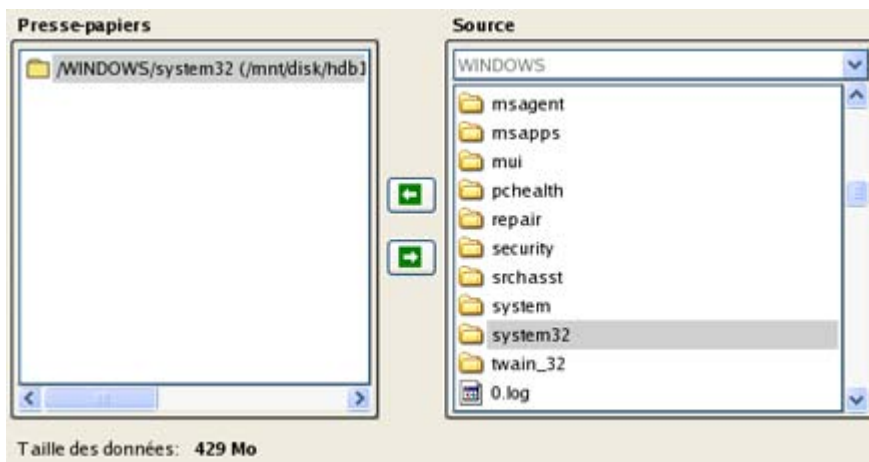 Presse-papiers
/WINDOWS/system32 (/mnt/disk/hdb1
Source
WINDOWS
msagent
msapps
mui
pchealth
repair
security
srchasst
system
system32
twain_32
0.log
Taille des données: 429 Mo